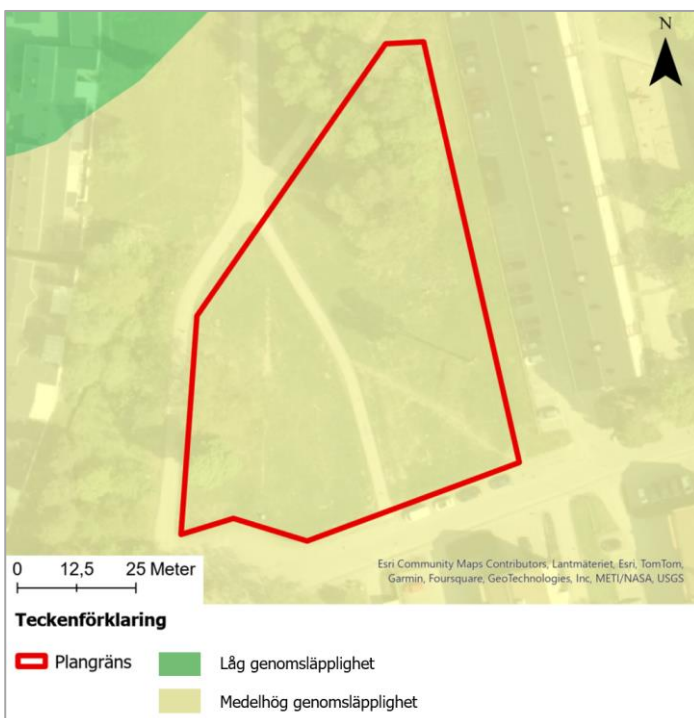 N
Esri Community Maps Contributors, Lantmäteriet, Esri, TomTom,
Garmin, Foursquare, GeoTechnologies, Inc, METI/NASA, USGS
0 12,5 25 Meter
Teckenförklaring
Plangräns
Låg genomsläpplighet
Medelhög genomsläpplighet